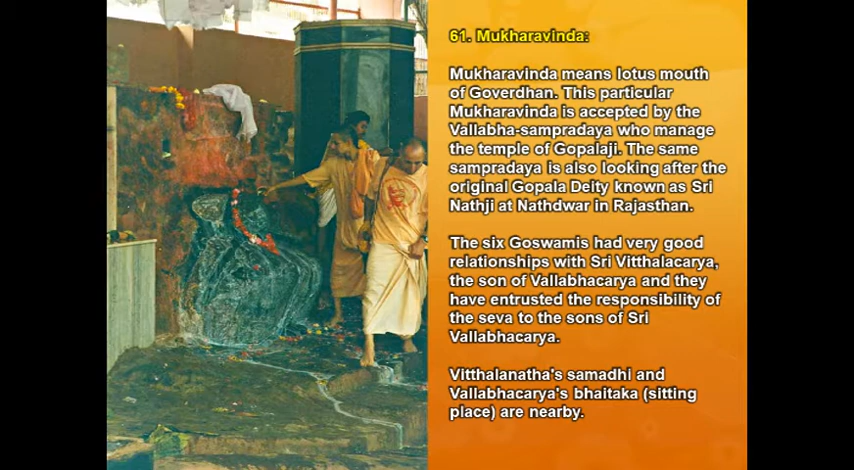 61. Mukharavinda:
Mukharavinda means lotus mouth
of Goverdhan. This particular
Mukharavinda is accepted by the
Vallabha-sampradaya who manage
the temple of Gopalaji. The same
sampradaya is also looking after the
original Gopala Deity known as Sri
Nathji at Nathdwar in Rajasthan.
The six Goswamis had very good
relationships with Sri Vitthalacarya,
the son of Vallabhacarya and they
have entrusted the responsibility of
the seva to the sons of Sri
Vallabhacarya.
Vitthalanatha's samadhi and
Vallabhacarya's bhaitaka (sitting
place) are nearby.